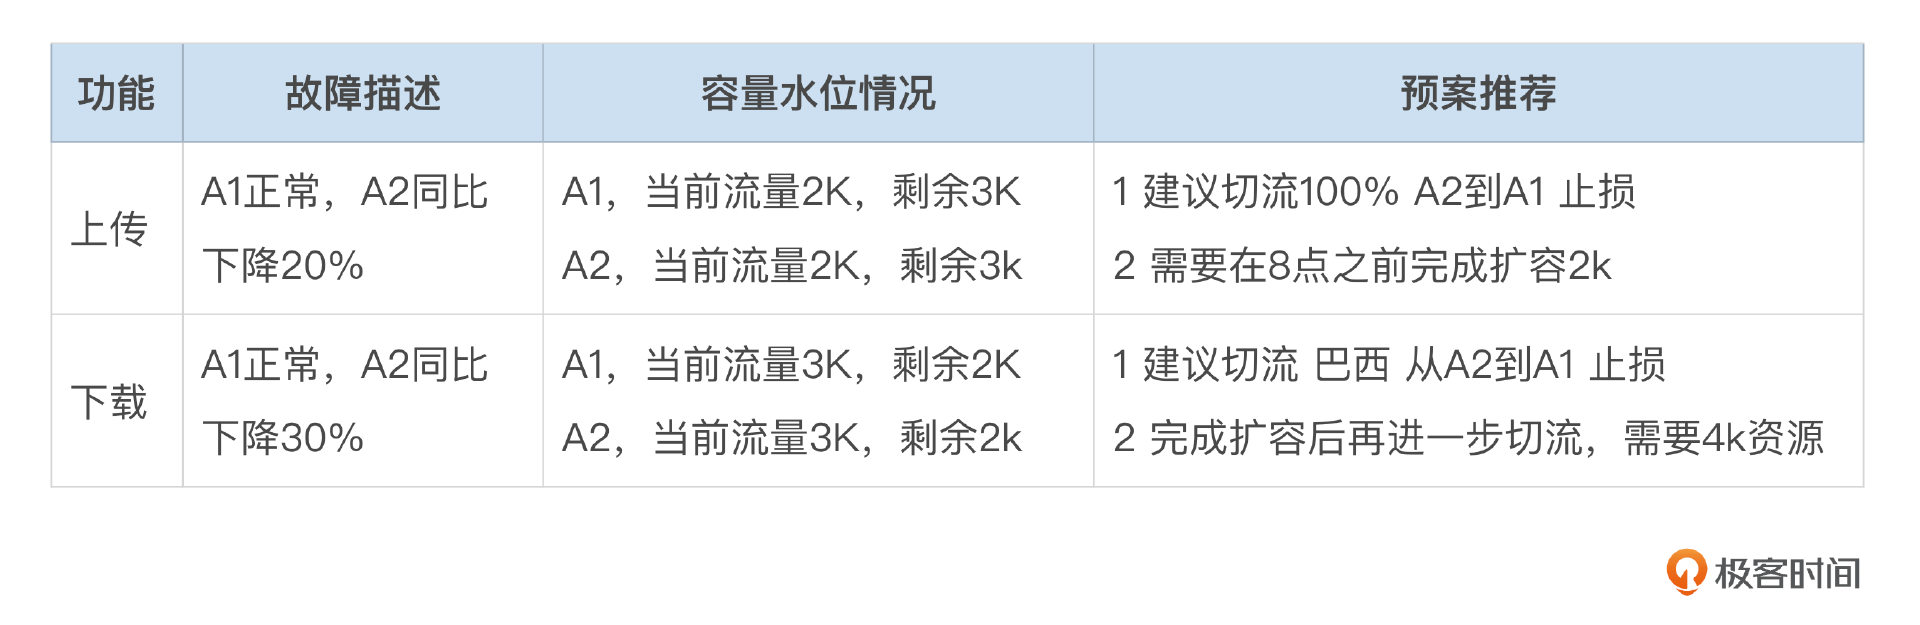 功能 故障描述 容量水位情况 预案推荐
上传
A1正常，A2同比
下降20%
A1，当前流量2K，剩余3K
A2，当前流量2K，剩余3k
1 建议切流100% A2到A1 止损
2 需要在8点之前完成扩容2k
下载
A1正常，A2同比
下降30%
A1，当前流量3K，剩余2K
A2，当前流量3K，剩余2k
1 建议切流 巴西 从A2到A1 止损
2 完成扩容后再进一步切流，需要4k资源
极客时间